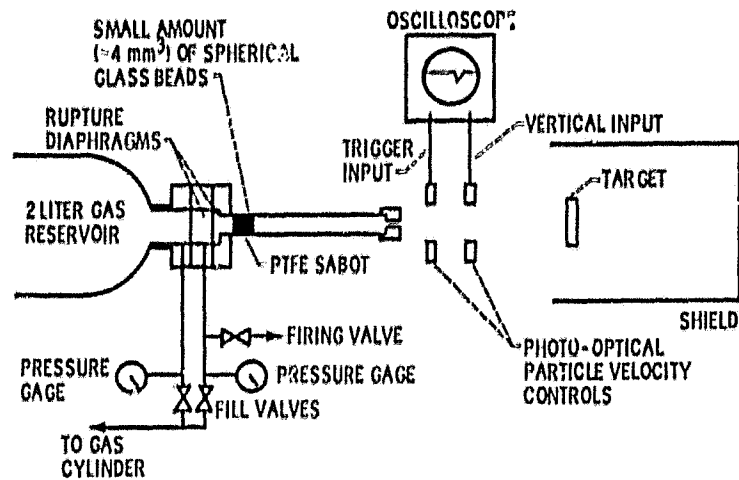 OSCILLOSCOPE
SMALL AMOUNT
(≈4 mm³) OF SPHERICAL
GLASS BEADS
RUPTURE
DIAPHRAGMS
TRIGGER
INPUT
VERTICAL INPUT
TARGET
2 LITER GAS
RESERVOIR
PTFE SABOT
SHIELD
FIRING VALVE
PHOTO-OPTICAL
PARTICLE VELOCITY
CONTROLS
PRESSURE
GAGE
PRESSURE GAGE
FILL VALVES
TO GAS
CYLINDER